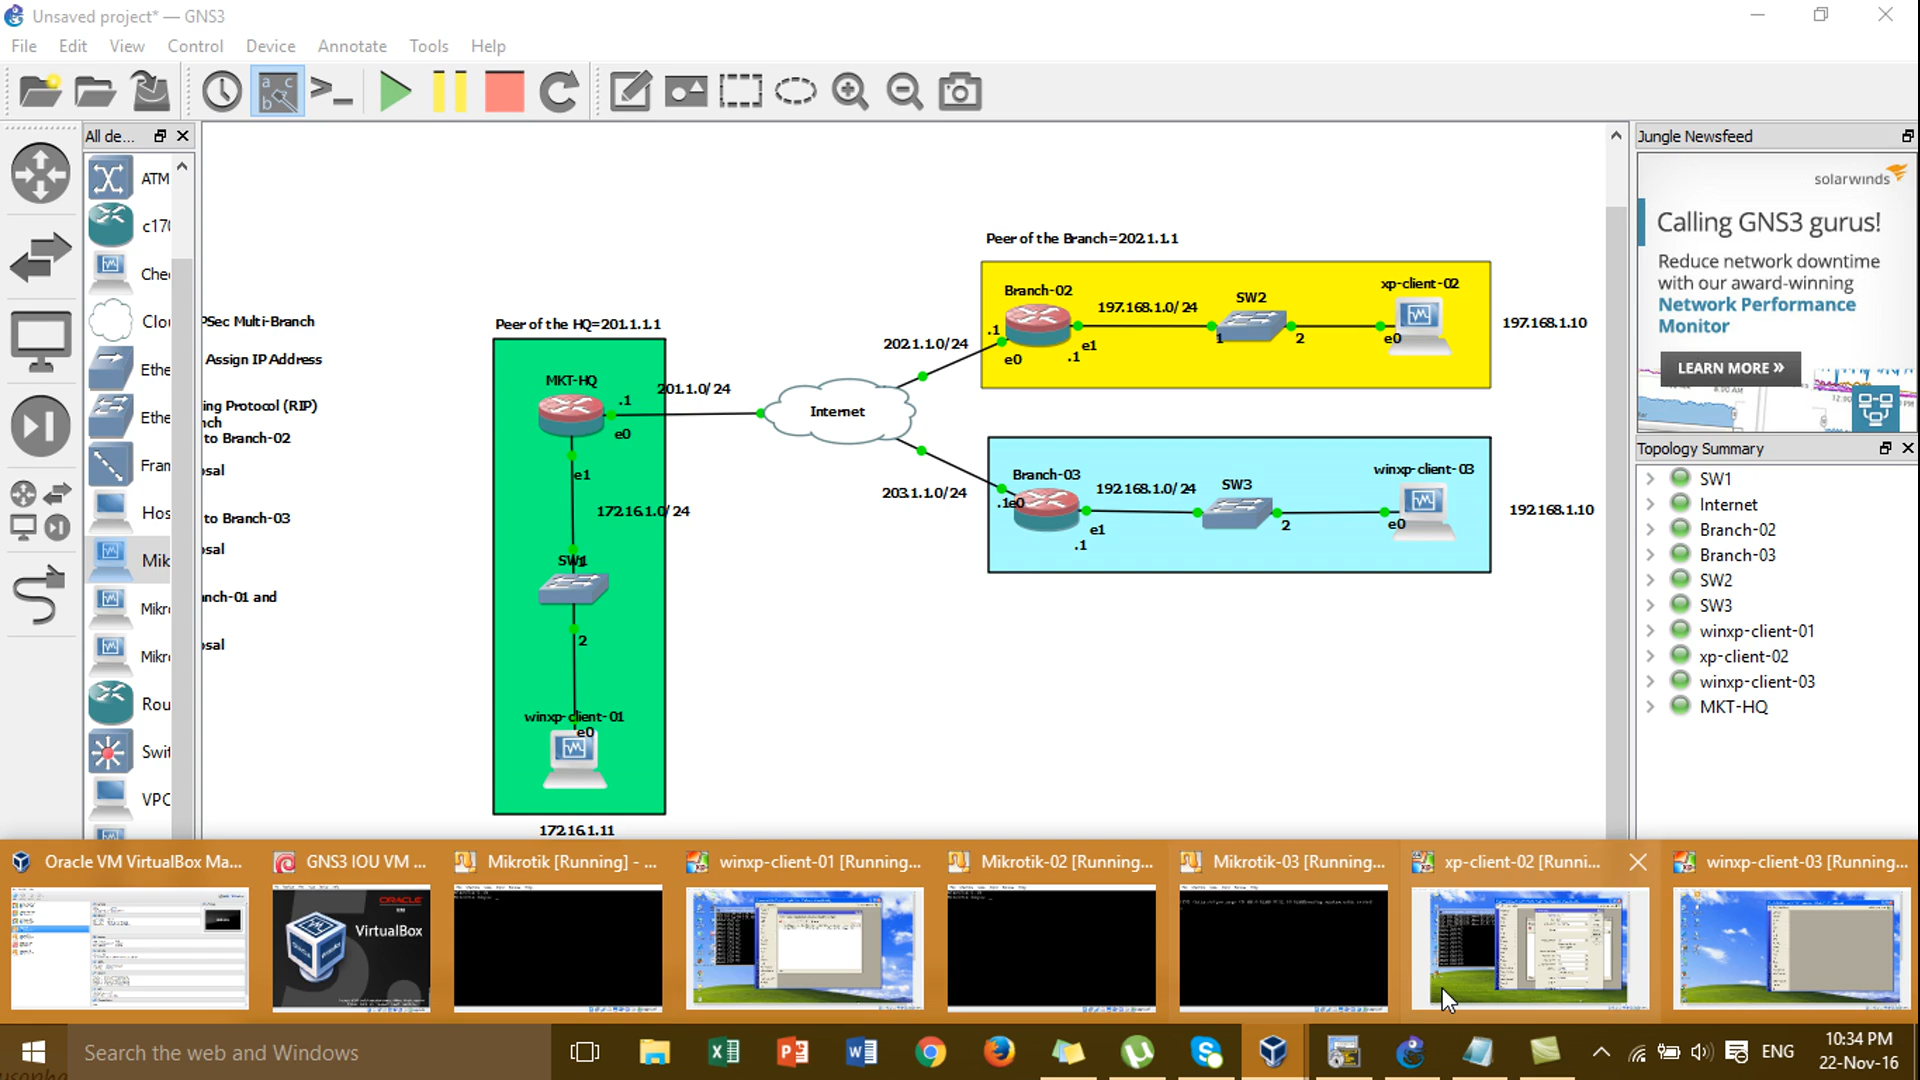 Unsaved project* — GNS3
File Edit View Control Device Annotate Tools Help
All de...
ATM
c170
Che
Clou
Ethe
Ethe
Fram
Hos
Mik
Mikr
Mikr
Rou
Swit
VPC
PSec Multi-Branch
Assign IP Address
ing Protocol (RIP)
nch
to Branch-02
osal
to Branch-03
osal
anch-01 and
osal
Peer of the HQ=201.1.1.1
MKT-HQ
.1
e0
e1
201.1.1.0/24
172.16.1.0/24
SW1
2
winxp-client-01
e0
172.16.1.11
Internet
202.1.1.0/24
203.1.1.0/24
Peer of the Branch=202.1.1.1
Branch-02
.1
e0
e1
.1
197.168.1.0/24
SW2
1
2
xp-client-02
e0
197.168.1.10
Branch-03
.1e0
e1
.1
192.168.1.0/24
SW3
2
winxp-client-03
e0
192.168.1.10
Jungle Newsfeed
solarwinds
Calling GNS3 gurus!
Reduce network downtime
with our award-winning
Network Performance
Monitor
LEARN MORE »
Topology Summary
SW1
Internet
Branch-02
Branch-03
SW2
SW3
winxp-client-01
xp-client-02
winxp-client-03
MKT-HQ
Oracle VM VirtualBox Ma...
GNS3 IOU VM ...
Mikrotik [Running] - ...
winxp-client-01 [Running...
Mikrotik-02 [Running...
Mikrotik-03 [Running...
xp-client-02 [Runni...
winxp-client-03 [Running...
ORACLE
VirtualBox
Search the web and Windows
ENG
10:34 PM
22-Nov-16